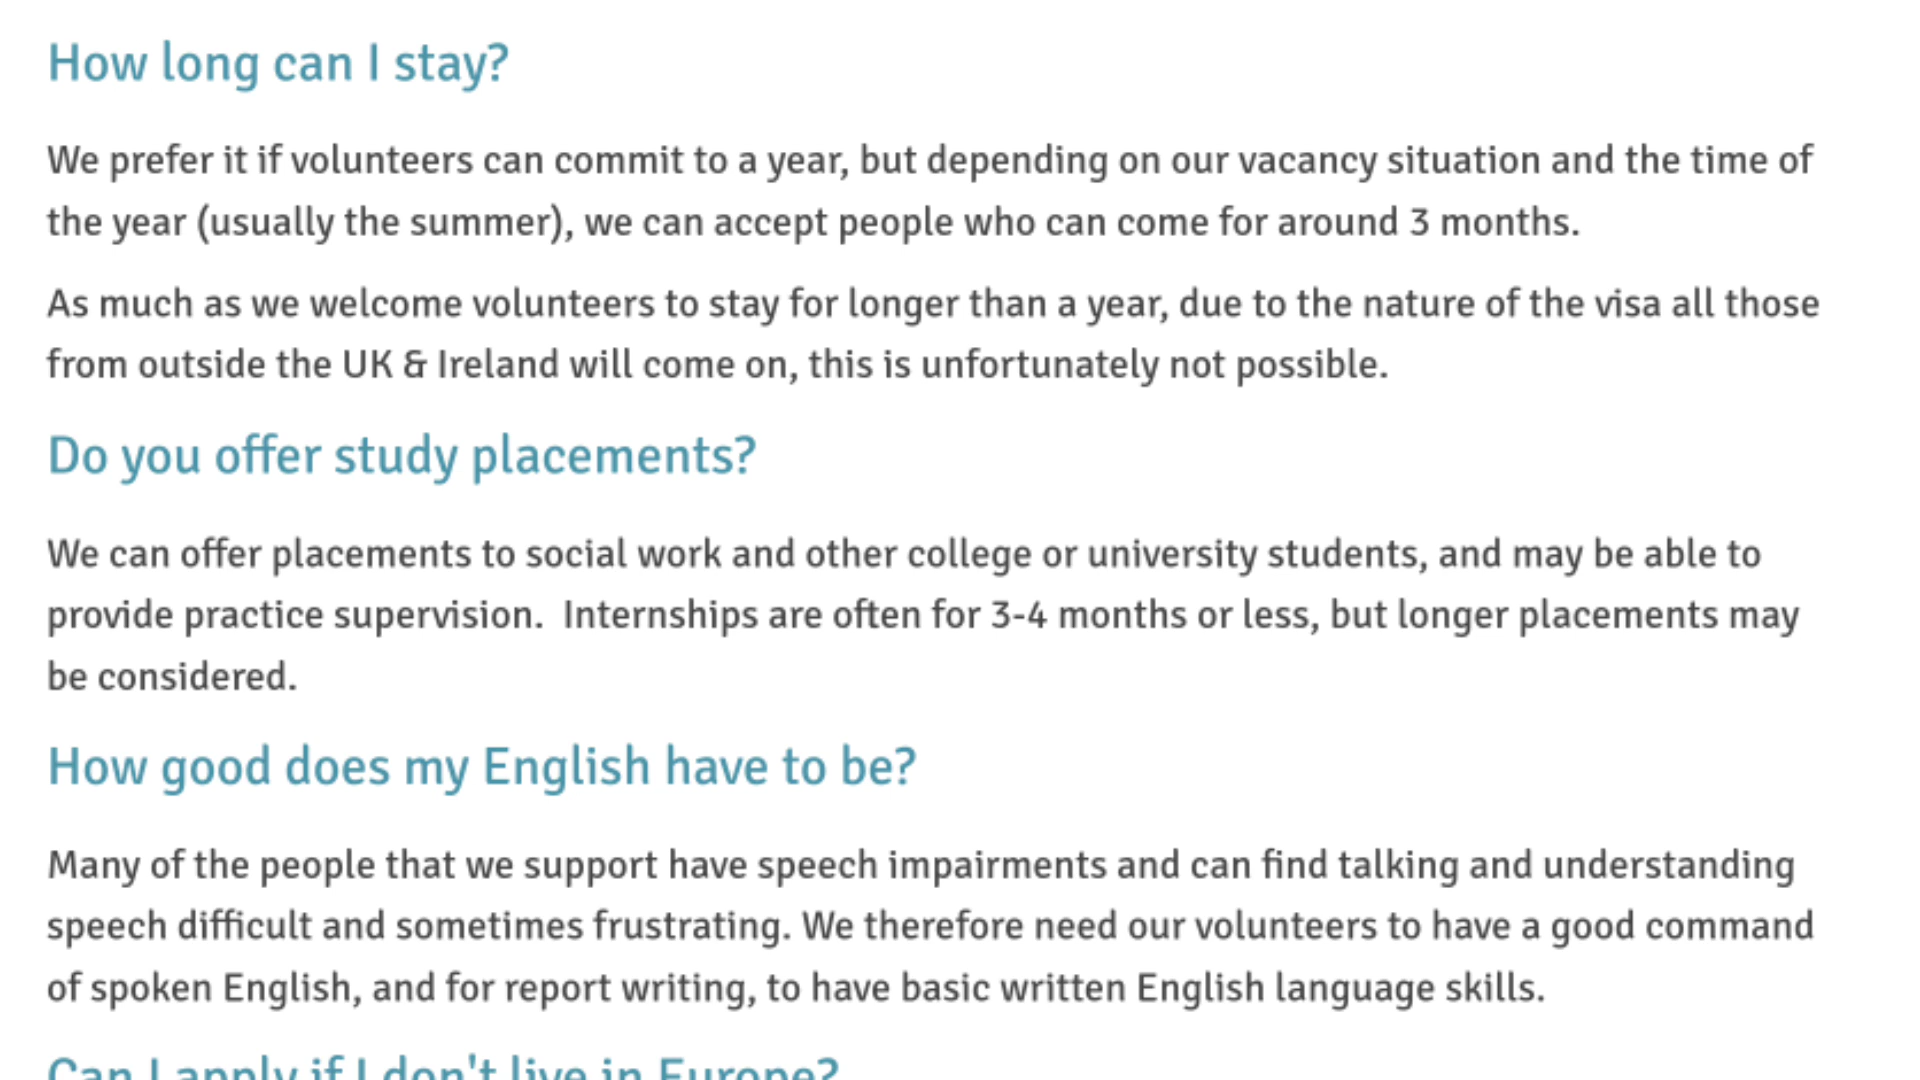 How long can I stay?
We prefer it if volunteers can commit to a year, but depending on our vacancy situation and the time of
the year (usually the summer), we can accept people who can come for around 3 months.
As much as we welcome volunteers to stay for longer than a year, due to the nature of the visa all those
from outside the UK & Ireland will come on, this is unfortunately not possible.
Do you offer study placements?
We can offer placements to social work and other college or university students, and may be able to
provide practice supervision.  Internships are often for 3-4 months or less, but longer placements may
be considered.
How good does my English have to be?
Many of the people that we support have speech impairments and can find talking and understanding
speech difficult and sometimes frustrating. We therefore need our volunteers to have a good command
of spoken English, and for report writing, to have basic written English language skills.
Can I apply if I don't live in Europe?